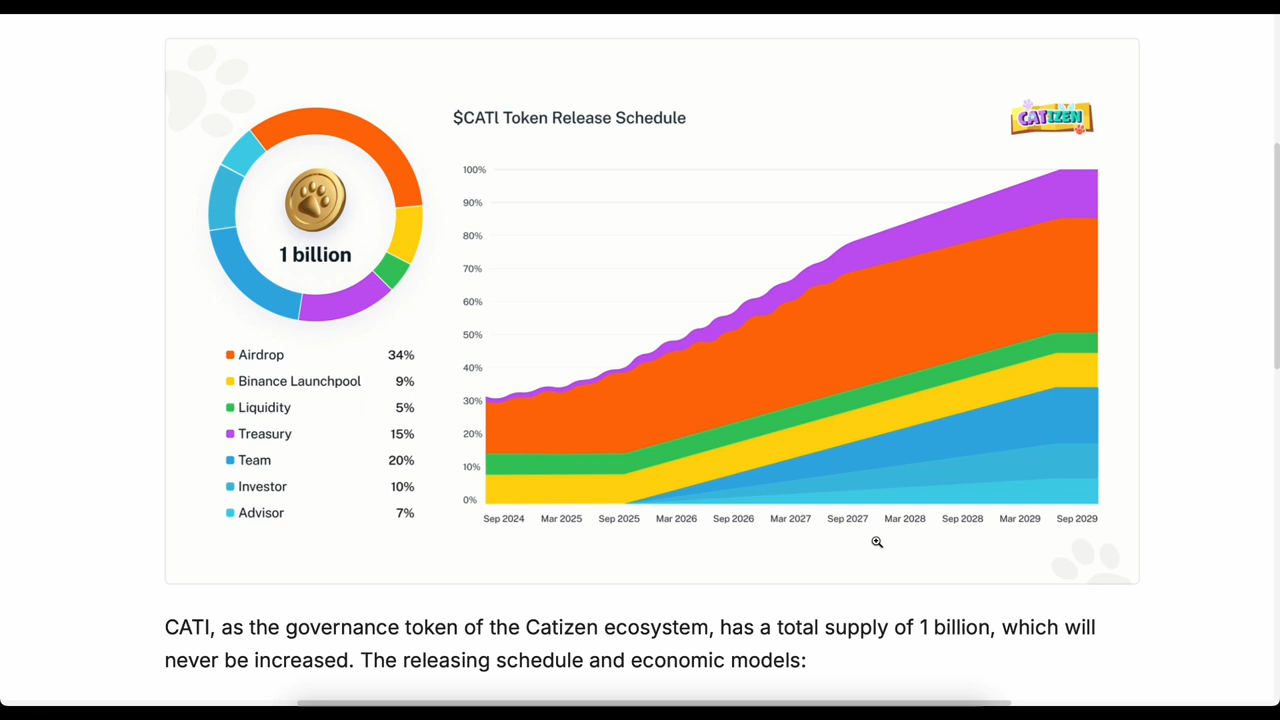 $CATl Token Release Schedule
CATIZEN
1 billion
Airdrop 34%
Binance Launchpool 9%
Liquidity 5%
Treasury 15%
Team 20%
Investor 10%
Advisor 7%
100%
90%
80%
70%
60%
50%
40%
30%
20%
10%
0%
Sep 2024 Mar 2025 Sep 2025 Mar 2026 Sep 2026 Mar 2027 Sep 2027 Mar 2028 Sep 2028 Mar 2029 Sep 2029
CATI, as the governance token of the Catizen ecosystem, has a total supply of 1 billion, which will
never be increased. The releasing schedule and economic models: